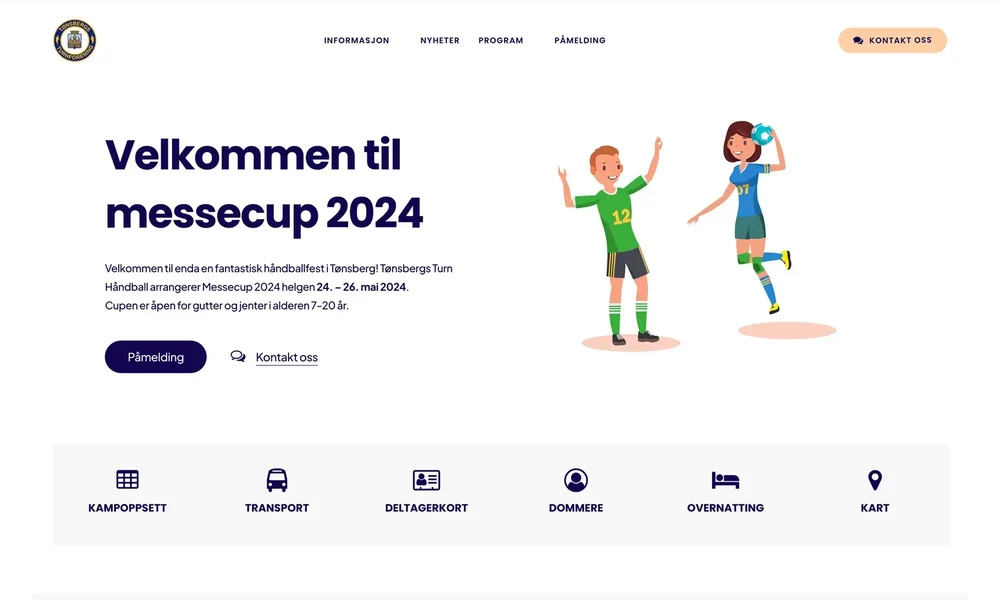 TØNSBERGS
TURNFORENING
INFORMASJON
NYHETER
PROGRAM
PÅMELDING
KONTAKT OSS
Velkommen til
messecup 2024
Velkommen til enda en fantastisk håndballfest i Tønsberg! Tønsbergs Turn
Håndball arrangerer Messecup 2024 helgen 24. – 26. mai 2024.
Cupen er åpen for gutter og jenter i alderen 7-20 år.
Påmelding
Kontakt oss
12
07
KAMPOPPSETT
TRANSPORT
DELTAGERKORT
DOMMERE
OVERNATTING
KART